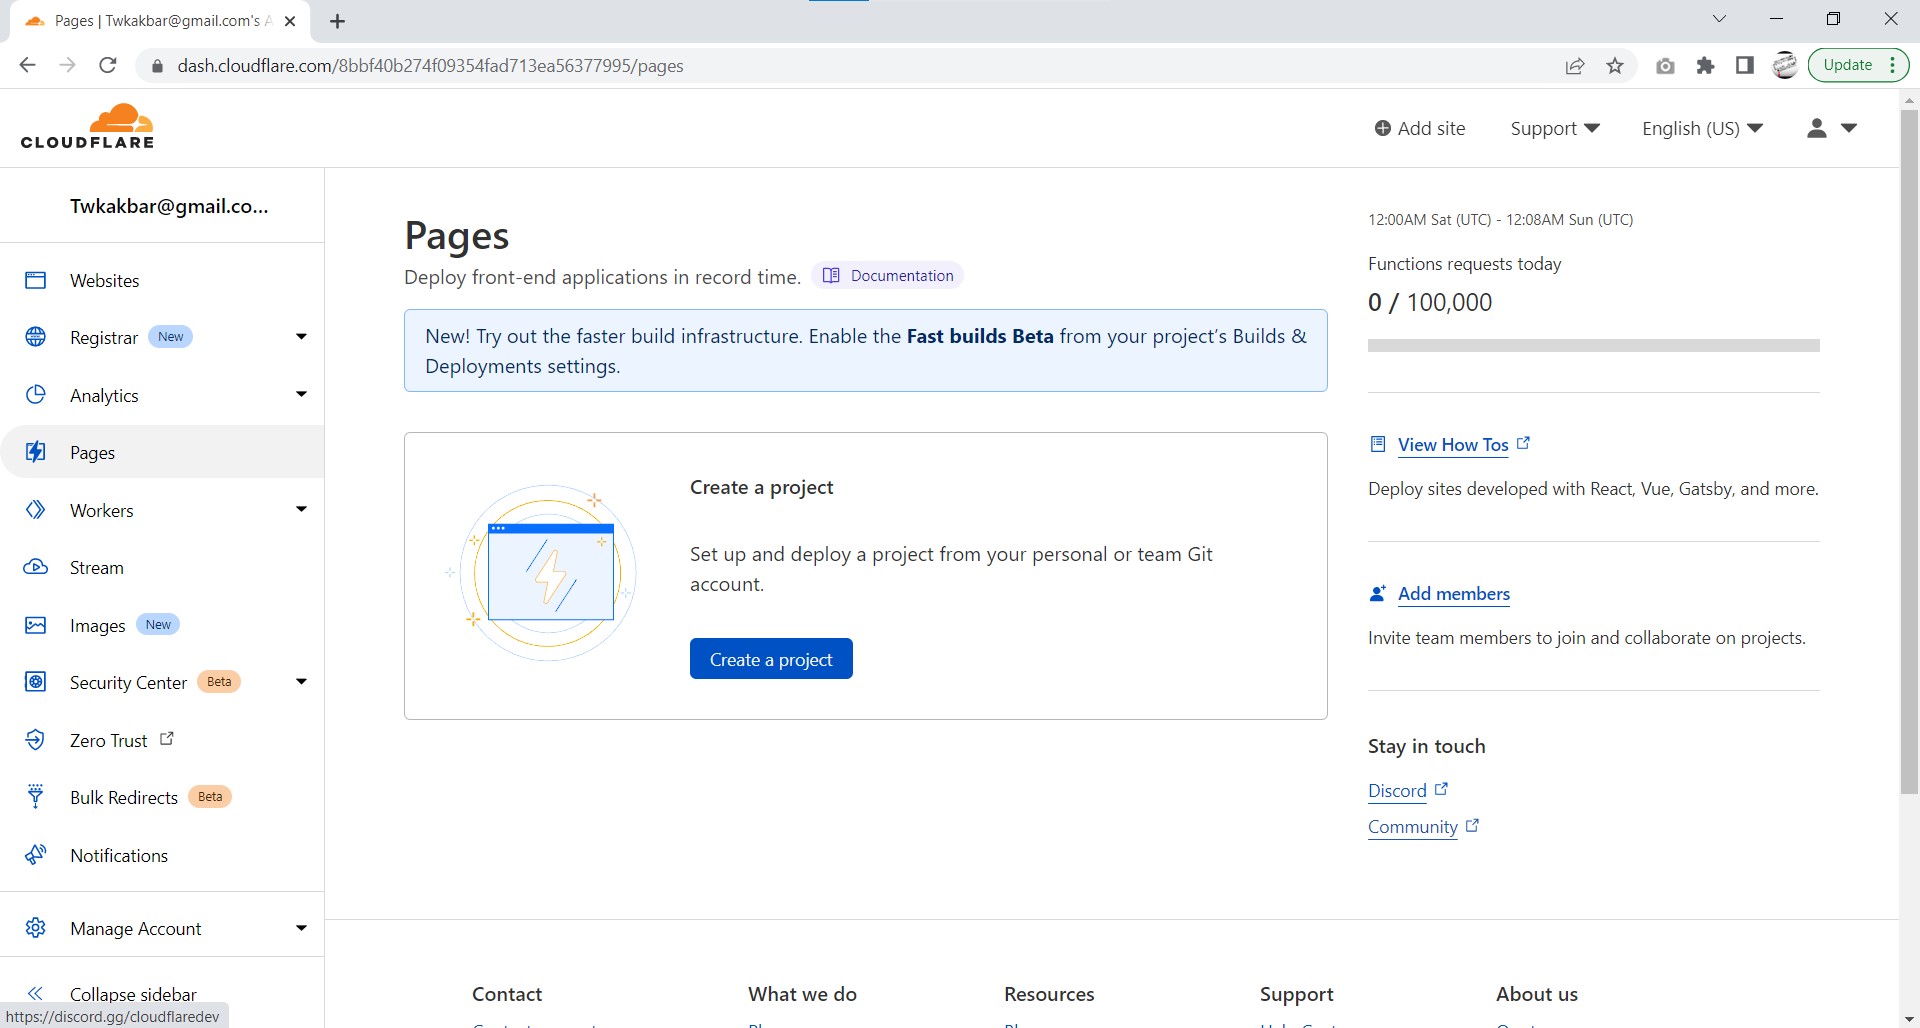 Pages | Twkakbar@gmail.com's A
dash.cloudflare.com/8bbf40b274f09354fad713ea56377995/pages
Update
CLOUDFLARE
Add site
Support
English (US)
Twkakbar@gmail.co...
Websites
Registrar New
Analytics
Pages
Workers
Stream
Images New
Security Center Beta
Zero Trust
Bulk Redirects Beta
Notifications
Manage Account
Collapse sidebar
https://discord.gg/cloudflaredev
Pages
Deploy front-end applications in record time. Documentation
New! Try out the faster build infrastructure. Enable the Fast builds Beta from your project’s Builds &
Deployments settings.
Create a project
Set up and deploy a project from your personal or team Git
account.
Create a project
12:00AM Sat (UTC) - 12:08AM Sun (UTC)
Functions requests today
0 / 100,000
View How Tos
Deploy sites developed with React, Vue, Gatsby, and more.
Add members
Invite team members to join and collaborate on projects.
Stay in touch
Discord
Community
Contact
What we do
Resources
Support
About us